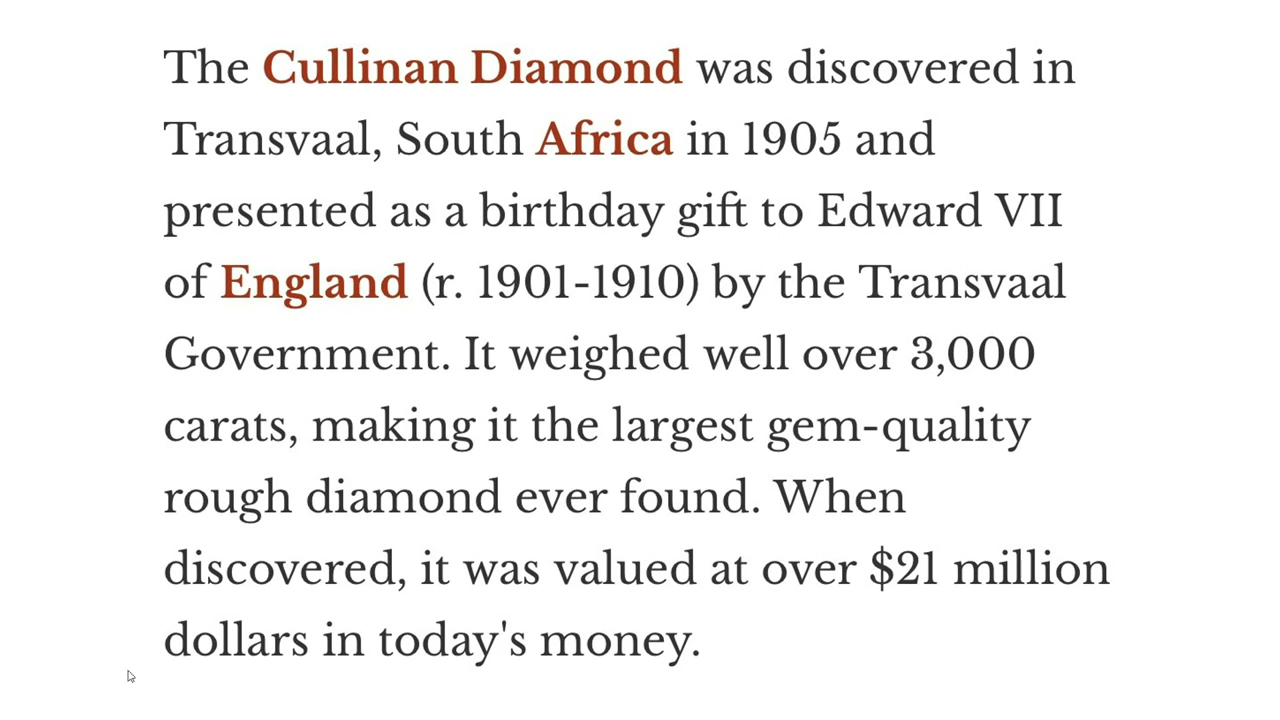 The Cullinan Diamond was discovered in
Transvaal, South Africa in 1905 and
presented as a birthday gift to Edward VII
of England (r. 1901-1910) by the Transvaal
Government. It weighed well over 3,000
carats, making it the largest gem-quality
rough diamond ever found. When
discovered, it was valued at over $21 million
dollars in today's money.